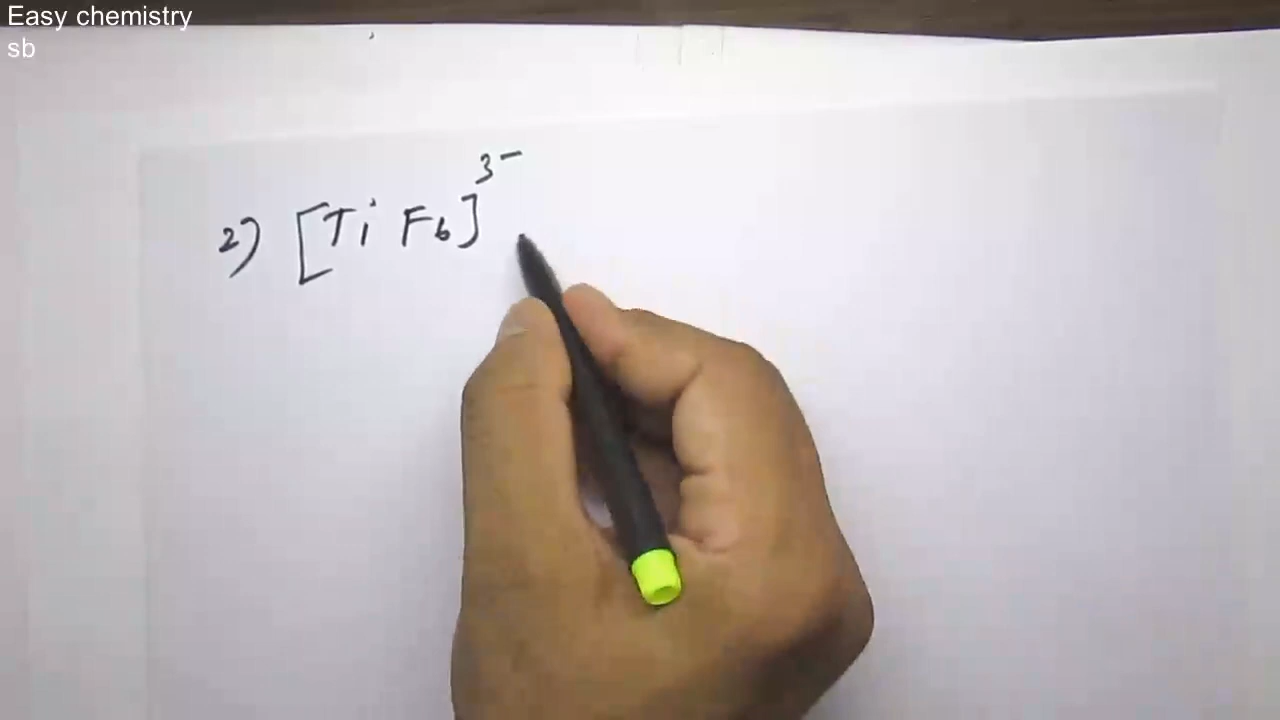 Easy chemistry
sb
2) [Ti F6]³⁻